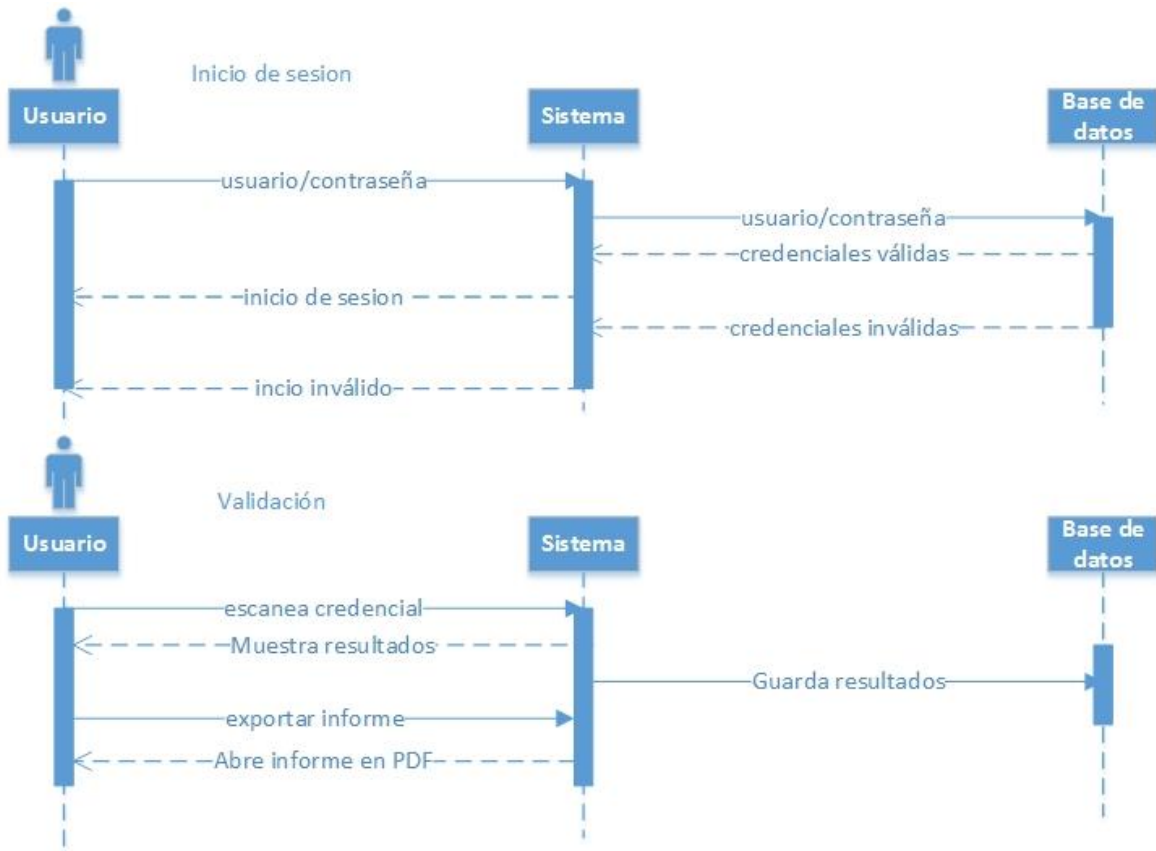 Inicio de sesion
Usuario
Sistema
Base de
datos
usuario/contraseña
usuario/contraseña
credenciales válidas
inicio de sesion
credenciales inválidas
incio inválido
Validación
Usuario
Sistema
Base de
datos
escanea credencial
Muestra resultados
Guarda resultados
exportar informe
Abre informe en PDF